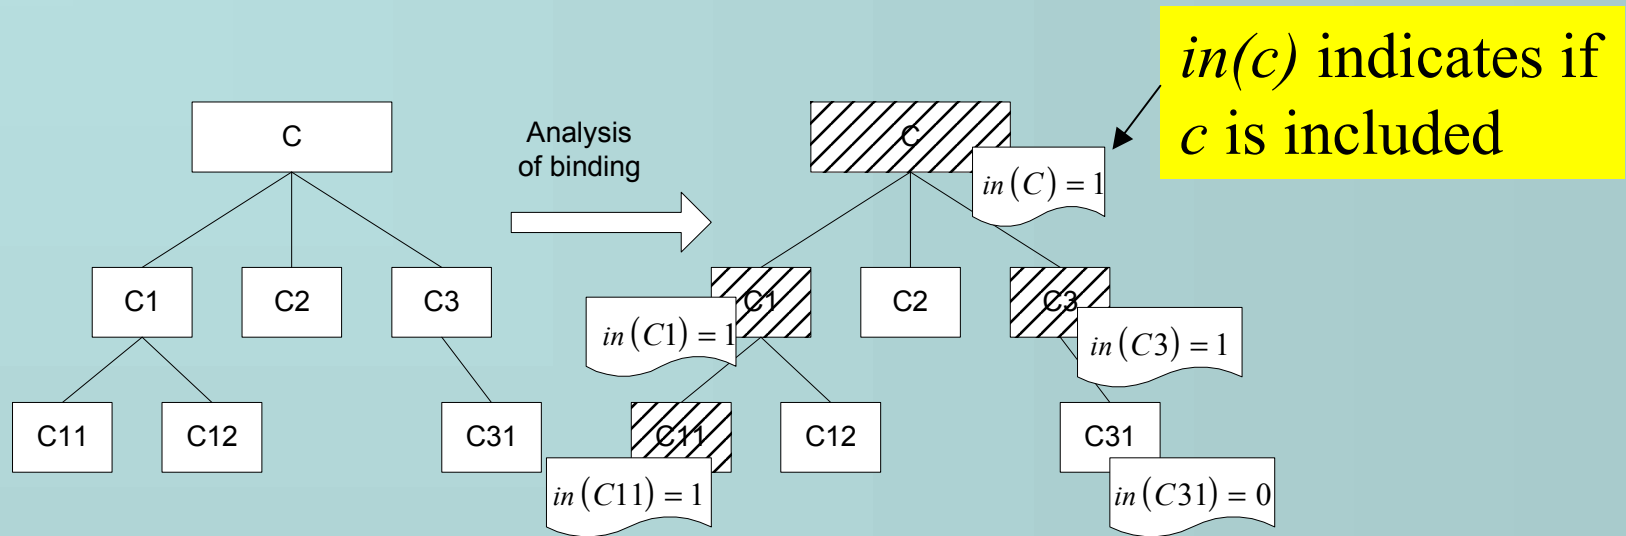 in(c) indicates if
c is included
C
Analysis
of binding
C
in(C) = 1
C1
C2
C3
C1
C2
C3
in(C1) = 1
in(C3) = 1
C11
C12
C31
C11
C12
C31
in(C11) = 1
in(C31) = 0